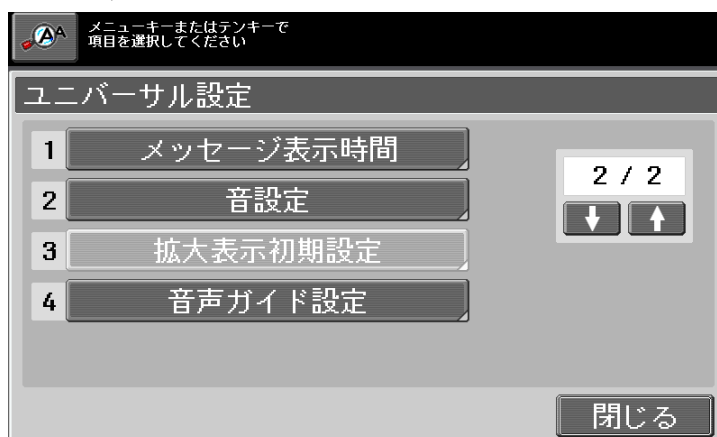 メニューキーまたはテンキーで
項目を選択してください
ユニバーサル設定
1 メッセージ表示時間
2 音設定
3 拡大表示初期設定
4 音声ガイド設定
2 / 2
閉じる